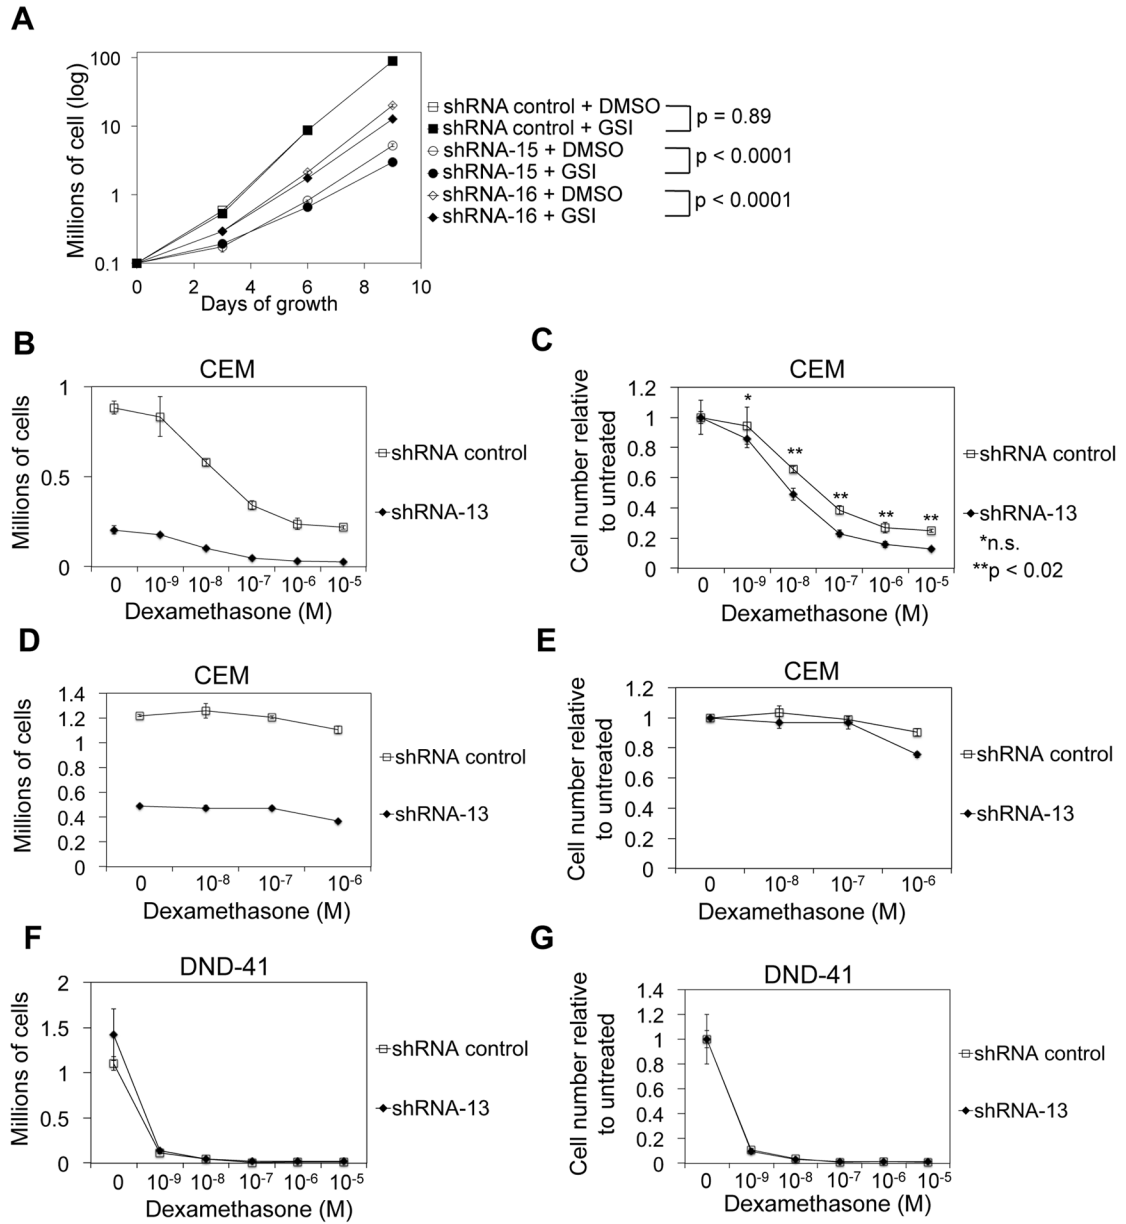 A
Millions of cell (log)
100
10
1
0.1
0 2 4 6 8 10
Days of growth
shRNA control + DMSO
shRNA control + GSI
p = 0.89
shRNA-15 + DMSO
shRNA-15 + GSI
p < 0.0001
shRNA-16 + DMSO
shRNA-16 + GSI
p < 0.0001
B
CEM
Millions of cells
1
0.5
0
0 10-9 10-8 10-7 10-6 10-5
Dexamethasone (M)
shRNA control
shRNA-13
C
CEM
Cell number relative
to untreated
1.2
1
0.8
0.6
0.4
0.2
0
* ** ** ** **
0 10-9 10-8 10-7 10-6 10-5
Dexamethasone (M)
shRNA control
shRNA-13
*n.s.
**p < 0.02
D
CEM
Millions of cells
1.4
1.2
1
0.8
0.6
0.4
0.2
0
0 10-8 10-7 10-6
Dexamethasone (M)
shRNA control
shRNA-13
E
CEM
Cell number relative
to untreated
1.2
1
0.8
0.6
0.4
0.2
0
0 10-8 10-7 10-6
Dexamethasone (M)
shRNA control
shRNA-13
F
DND-41
Millions of cells
2
1.5
1
0.5
0
0 10-9 10-8 10-7 10-6 10-5
Dexamethasone (M)
shRNA control
shRNA-13
G
DND-41
Cell number relative
to untreated
1.4
1.2
1
0.8
0.6
0.4
0.2
0
0 10-9 10-8 10-7 10-6 10-5
Dexamethasone (M)
shRNA control
shRNA-13